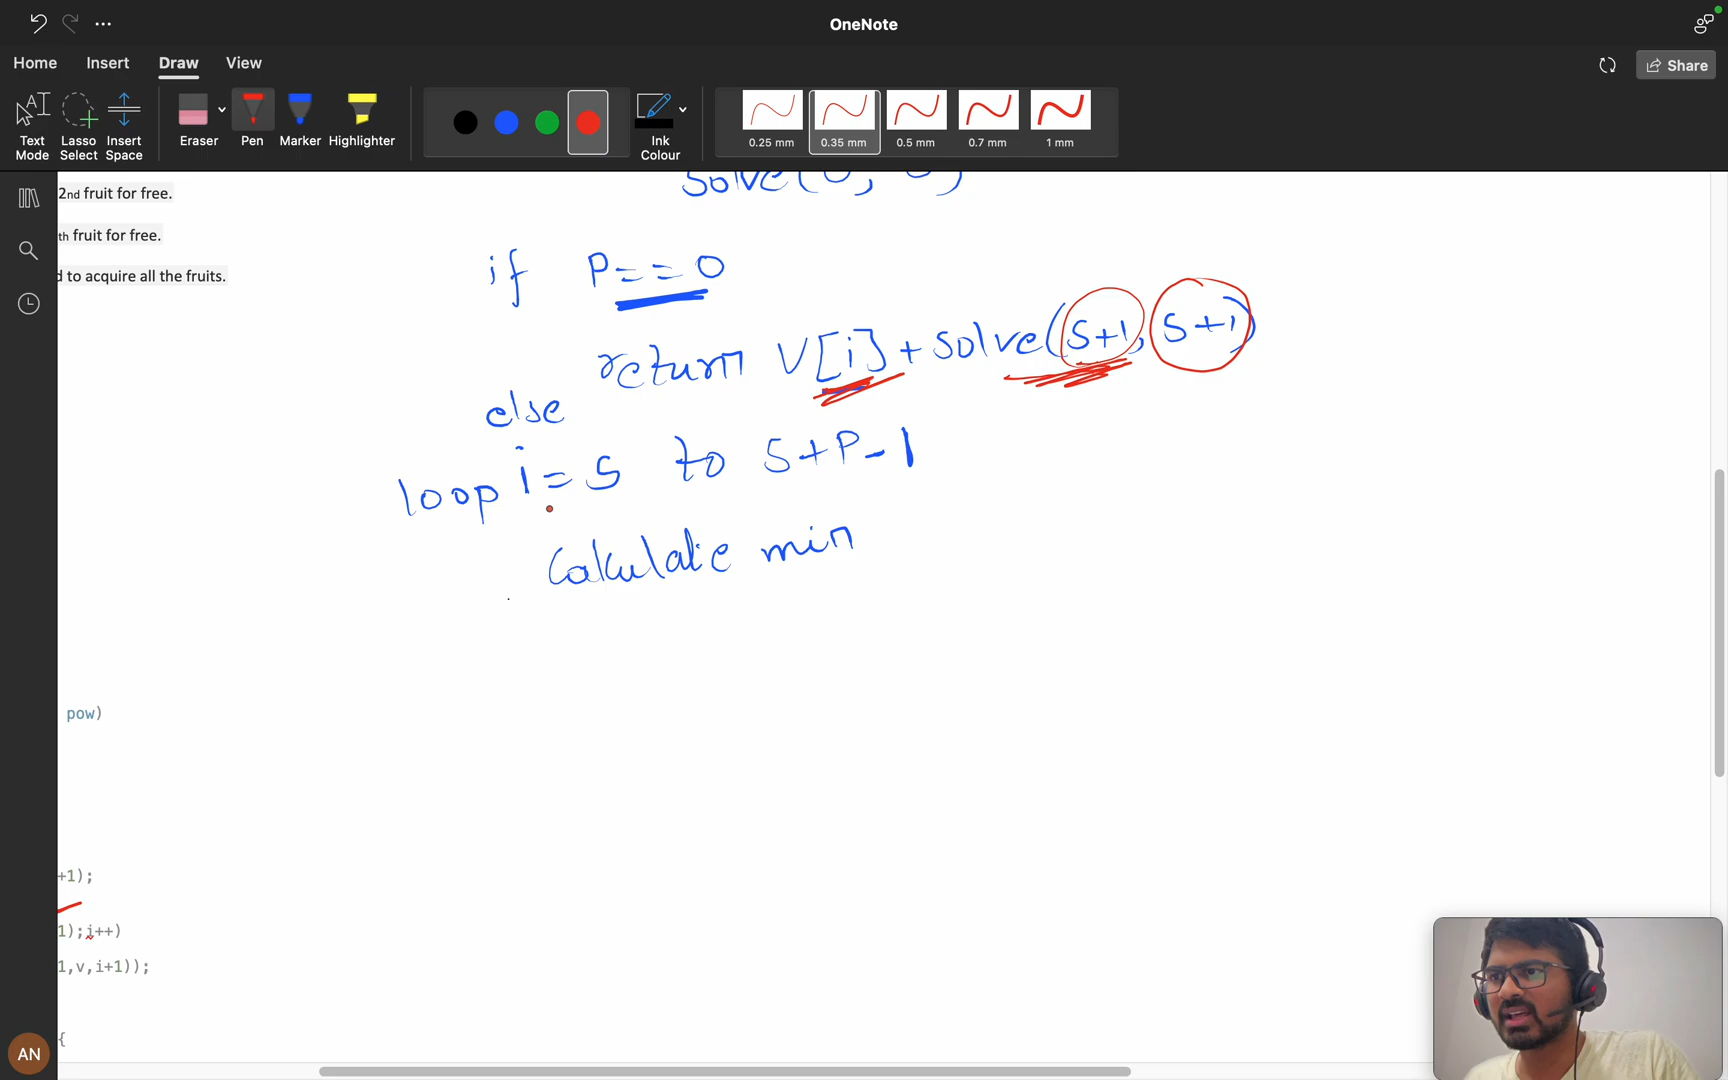 OneNote
Home Insert Draw View
Share
Text Mode
Lasso Select
Insert Space
Eraser
Pen
Marker
Highlighter
Ink Colour
0.25 mm
0.35 mm
0.5 mm
0.7 mm
1 mm
2nd fruit for free.
th fruit for free.
d to acquire all the fruits.
solve(0, 0)
if P==0
return V[i]+solve(S+1, S+1)
else
loop i=S to S+P-1
Calculate min
pow)
+1);
1);i++)
1,v,i+1));
{
AN